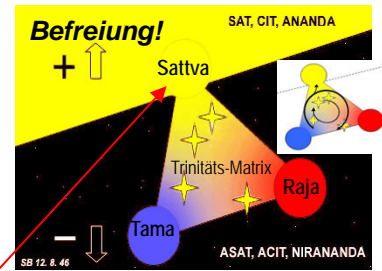 Befreiung!
SAT, CIT, ANANDA
+
Sattva
Trinitäts-Matrix
Raja
Tama
–
ASAT, ACIT, NIRANANDA
SB 12. 8. 46